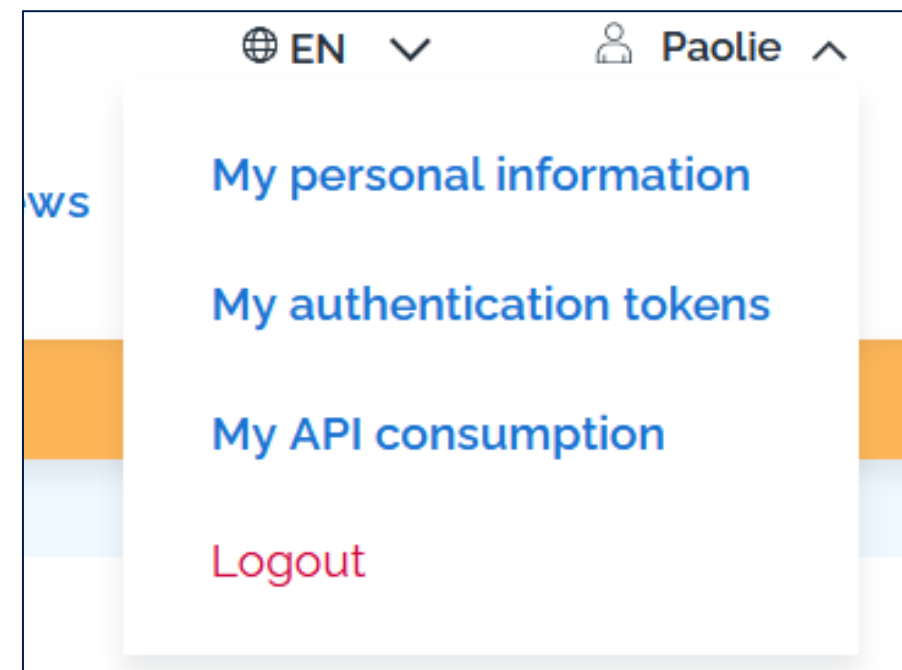 EN Paolie
My personal information
ws
My authentication tokens
My API consumption
Logout